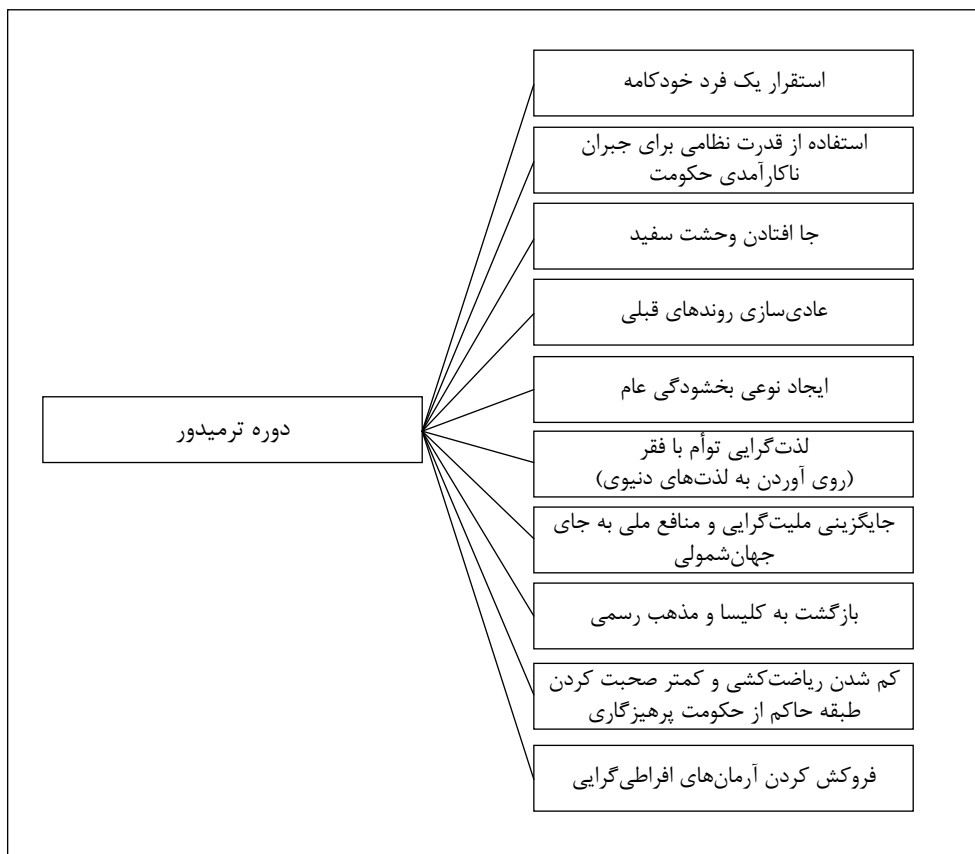 استقرار یک فرد خودکامه
استفاده از قدرت نظامی برای جبران
ناکارآمدی حکومت
جا افتادن وحشت سفید
عادی‌سازی روندهای قبلی
ایجاد نوعی بخشودگی عام
دوره ترمیدور
لذت‌گرایی توأم با فقر
(روی آوردن به لذت‌های دنیوی)
جایگزینی ملیت‌گرایی و منافع ملی به جای
جهان‌شمولی
بازگشت به کلیسا و مذهب رسمی
کم شدن ریاضت‌کشی و کمتر صحبت کردن
طبقه حاکم از حکومت پرهیزگاری
فروکش کردن آرمان‌های افراطی‌گرایی